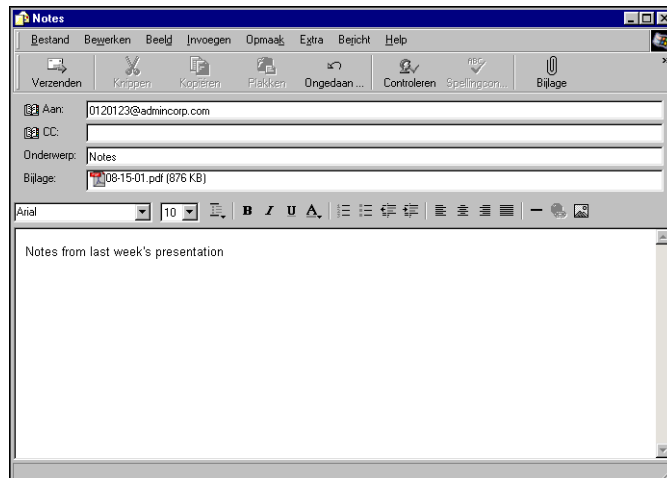 Notes
Bestand Bewerken Beeld Invoegen Opmaak Extra Bericht Help
Verzenden Knippen Kopiëren Plakken Ongedaan ... Controleren Spellingcon... Bijlage
Aan: 0120123@admincorp.com
CC:
Onderwerp: Notes
Bijlage: 08-15-01.pdf (876 KB)
Arial 10 B I U A
Notes from last week's presentation